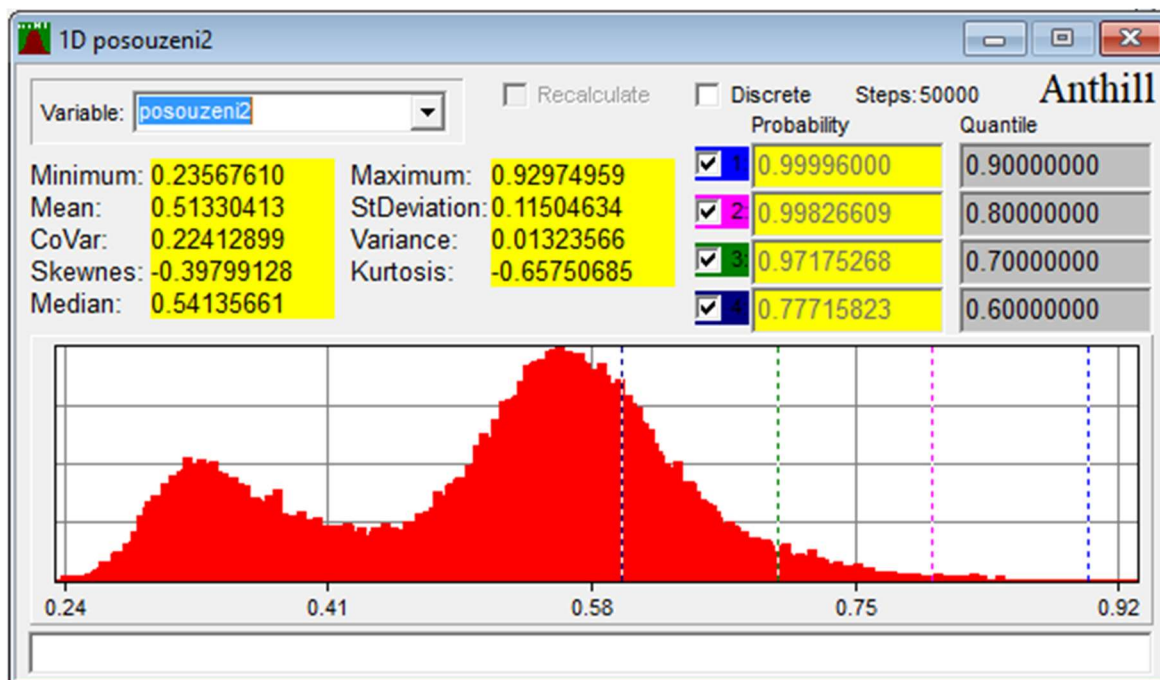 1D posouzeni2
Variable: posouzeni2
Recalculate
Discrete Steps:50000 Anthill
Probability Quantile
Minimum: 0.23567610 Maximum: 0.92974959 1: 0.99996000 0.90000000
Mean: 0.51330413 StDeviation: 0.11504634 2: 0.99826609 0.80000000
CoVar: 0.22412899 Variance: 0.01323566 3: 0.97175268 0.70000000
Skewnes: -0.39799128 Kurtosis: -0.65750685 4: 0.77715823 0.60000000
Median: 0.54135661
0.24 0.41 0.58 0.75 0.92